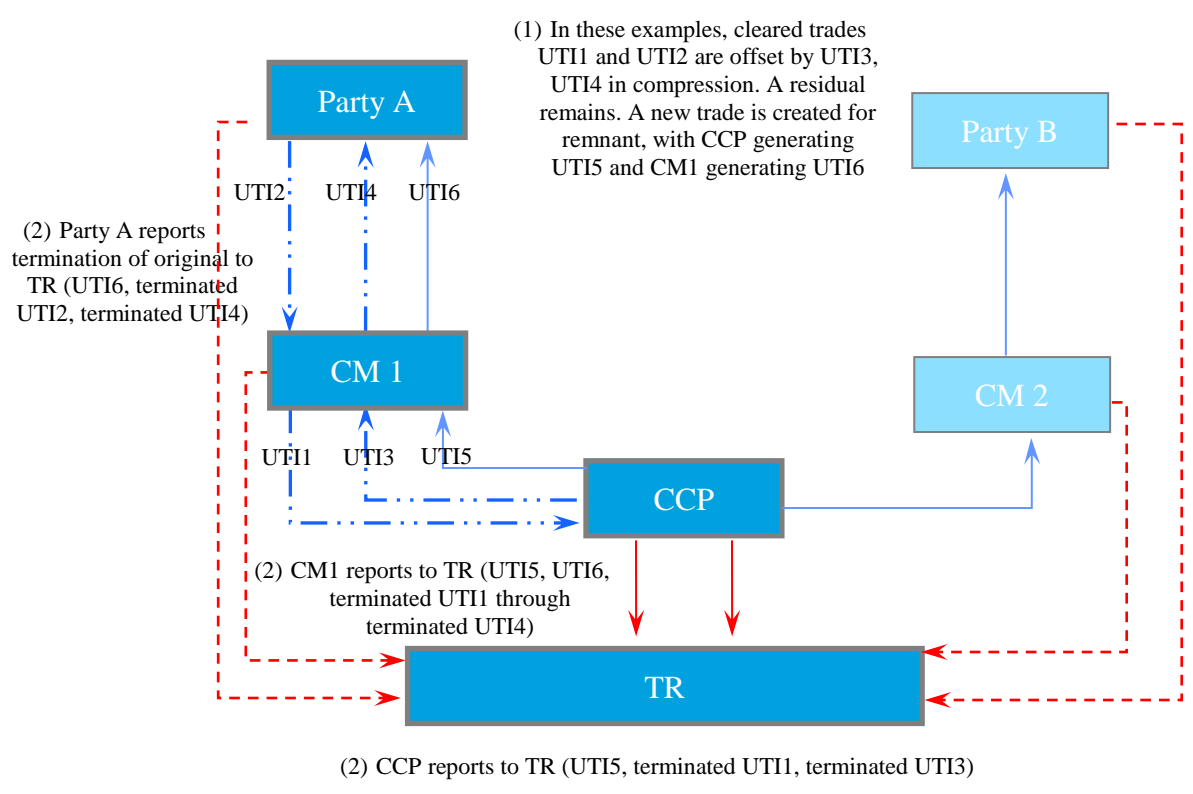 (1) In these examples, cleared trades
UTI1 and UTI2 are offset by UTI3,
UTI4 in compression. A residual
remains. A new trade is created for
remnant, with CCP generating
UTI5 and CM1 generating UTI6
Party A
Party B
UTI2
UTI4
UTI6
(2) Party A reports
termination of original to
TR (UTI6, terminated
UTI2, terminated UTI4)
CM 1
CM 2
UTI1
UTI3
UTI5
CCP
(2) CM1 reports to TR (UTI5, UTI6,
terminated UTI1 through
terminated UTI4)
TR
(2) CCP reports to TR (UTI5, terminated UTI1, terminated UTI3)